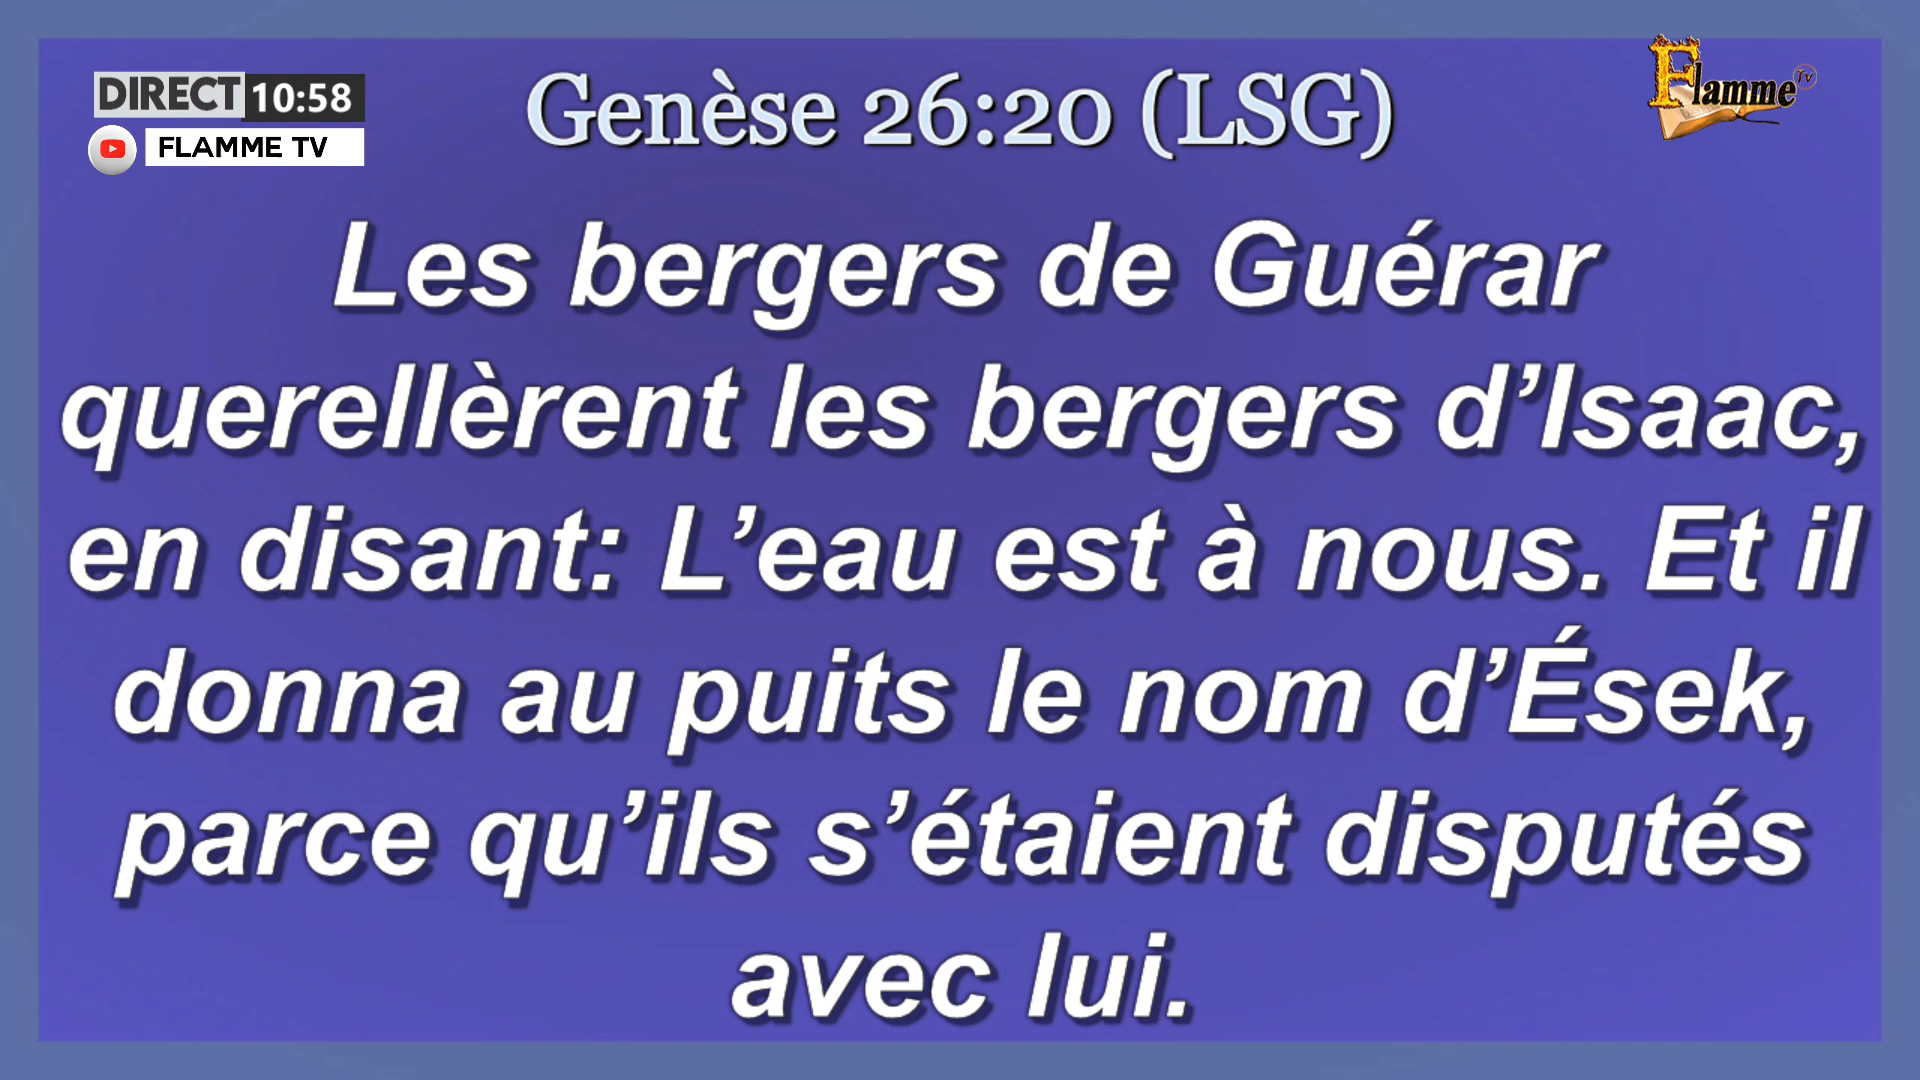 DIRECT 10:58
FLAMME TV
Genèse 26:20 (LSG)
Flamme Tv
Les bergers de Guérar
querellèrent les bergers d’Isaac,
en disant: L’eau est à nous. Et il
donna au puits le nom d’Ések,
parce qu’ils s’étaient disputés
avec lui.